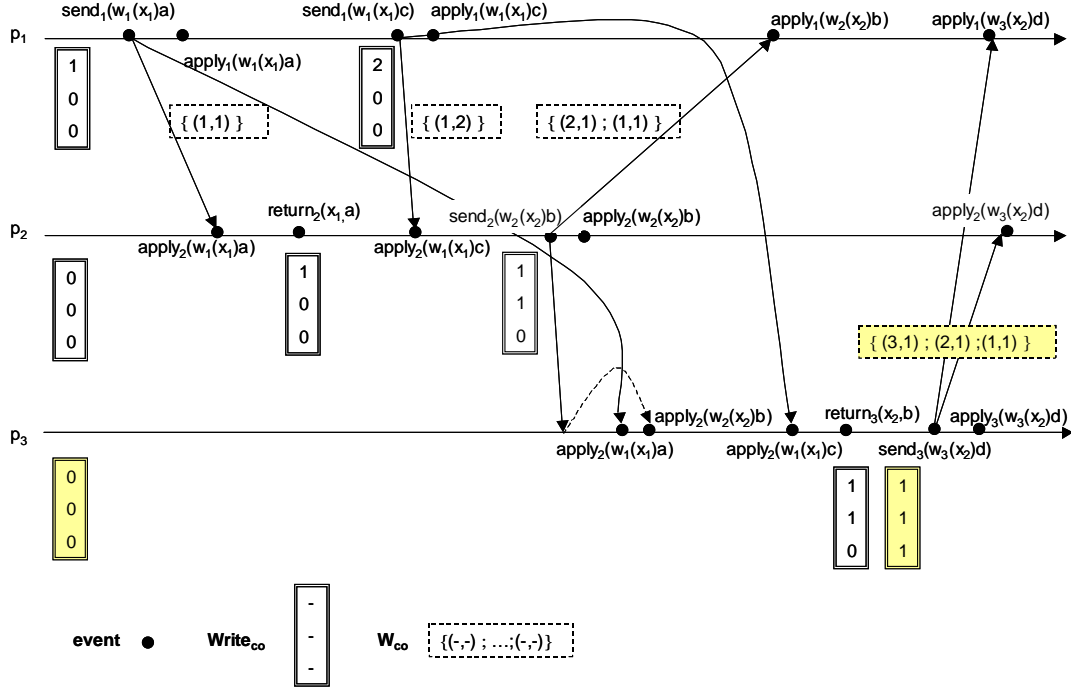 send1(w1(x1)a)
send1(w1(x1)c)
apply1(w1(x1)c)
apply1(w2(x2)b)
apply1(w3(x2)d)
p1
apply1(w1(x1)a)
1
0
0
2
0
0
{ (1,1) }
{ (1,2) }
{ (2,1) ; (1,1) }
return2(x1,a)
send2(w2(x2)b)
apply2(w2(x2)b)
apply2(w3(x2)d)
p2
apply2(w1(x1)a)
apply2(w1(x1)c)
0
0
0
1
0
0
1
1
0
{ (3,1) ; (2,1) ;(1,1) }
apply2(w2(x2)b)
return3(x2,b)
apply3(w3(x2)d)
p3
apply2(w1(x1)a)
apply2(w1(x1)c)
send3(w3(x2)d)
0
0
0
1
1
0
1
1
1
event
Writeco
-
-
-
Wco
{(-,-) ; ...;(-,-)}